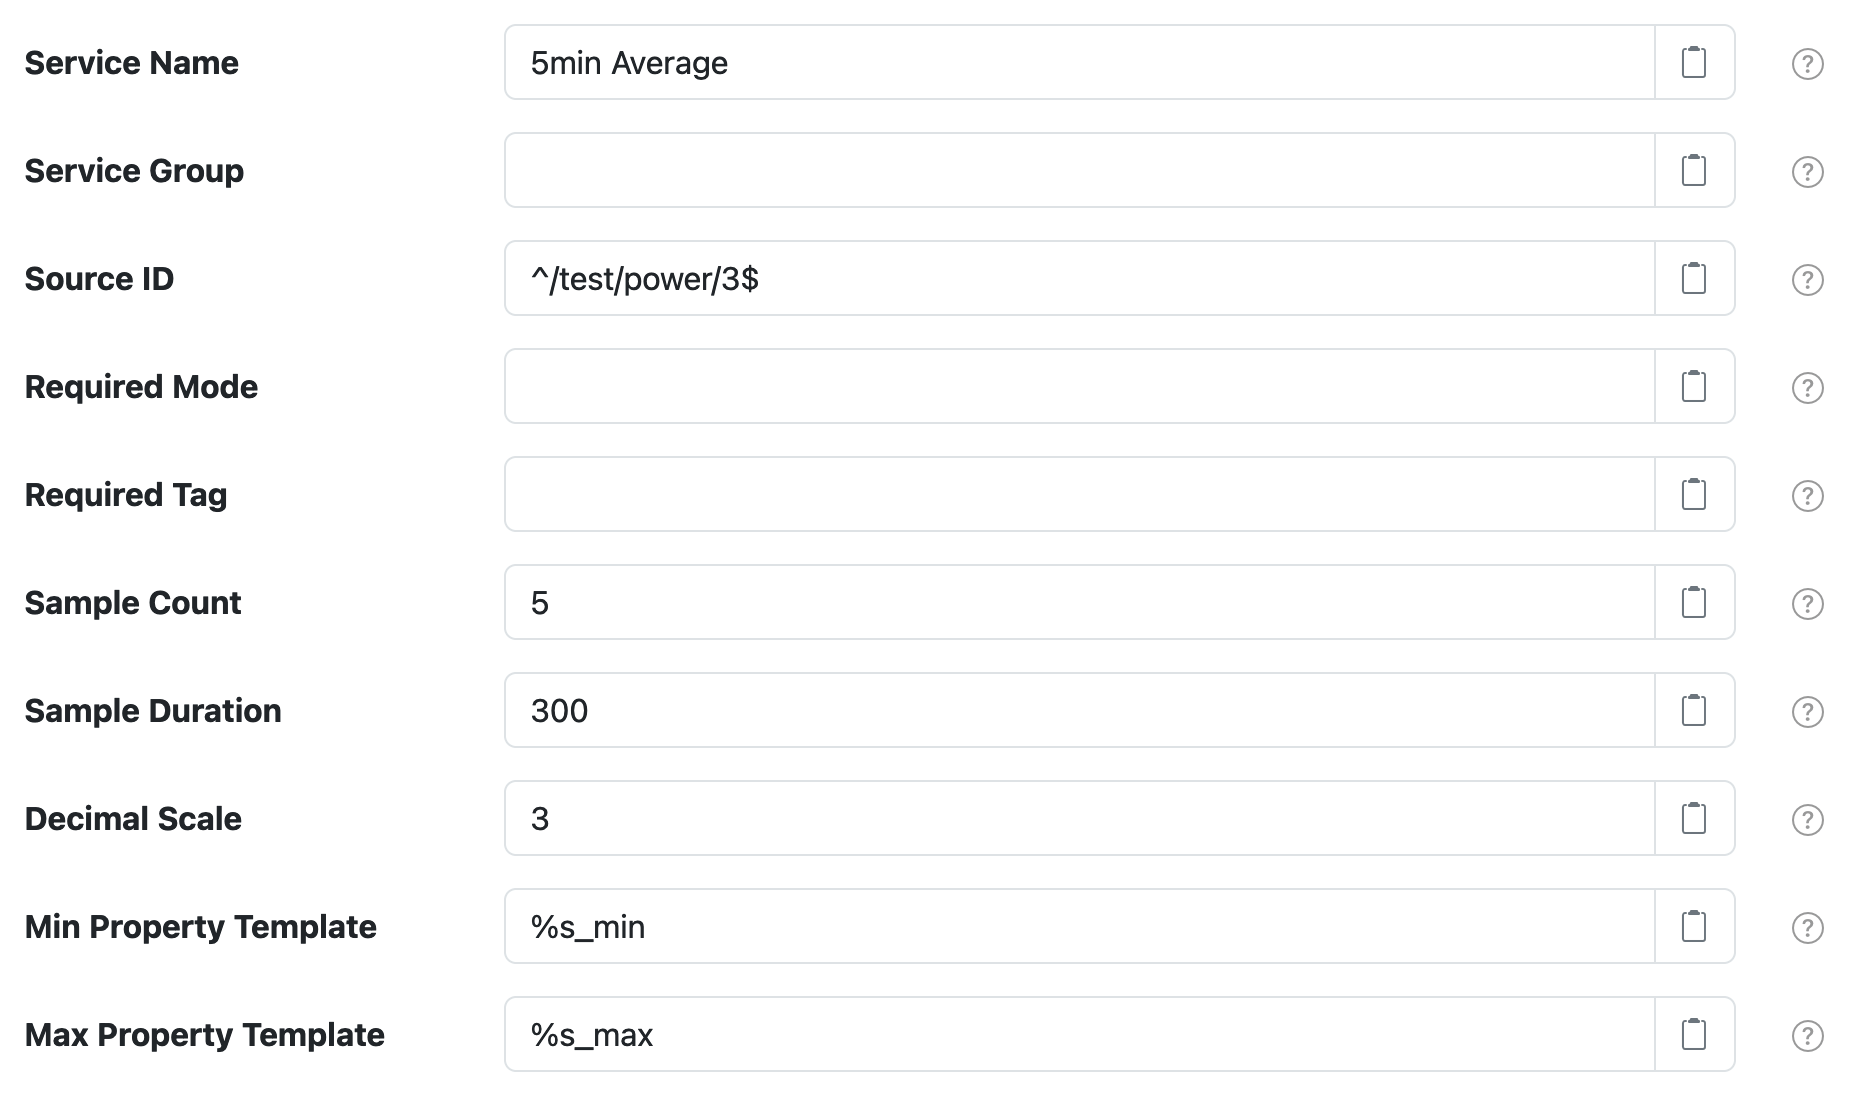 Service Name 5min Average
Service Group
Source ID ^/test/power/3$
Required Mode
Required Tag
Sample Count 5
Sample Duration 300
Decimal Scale 3
Min Property Template %s_min
Max Property Template %s_max